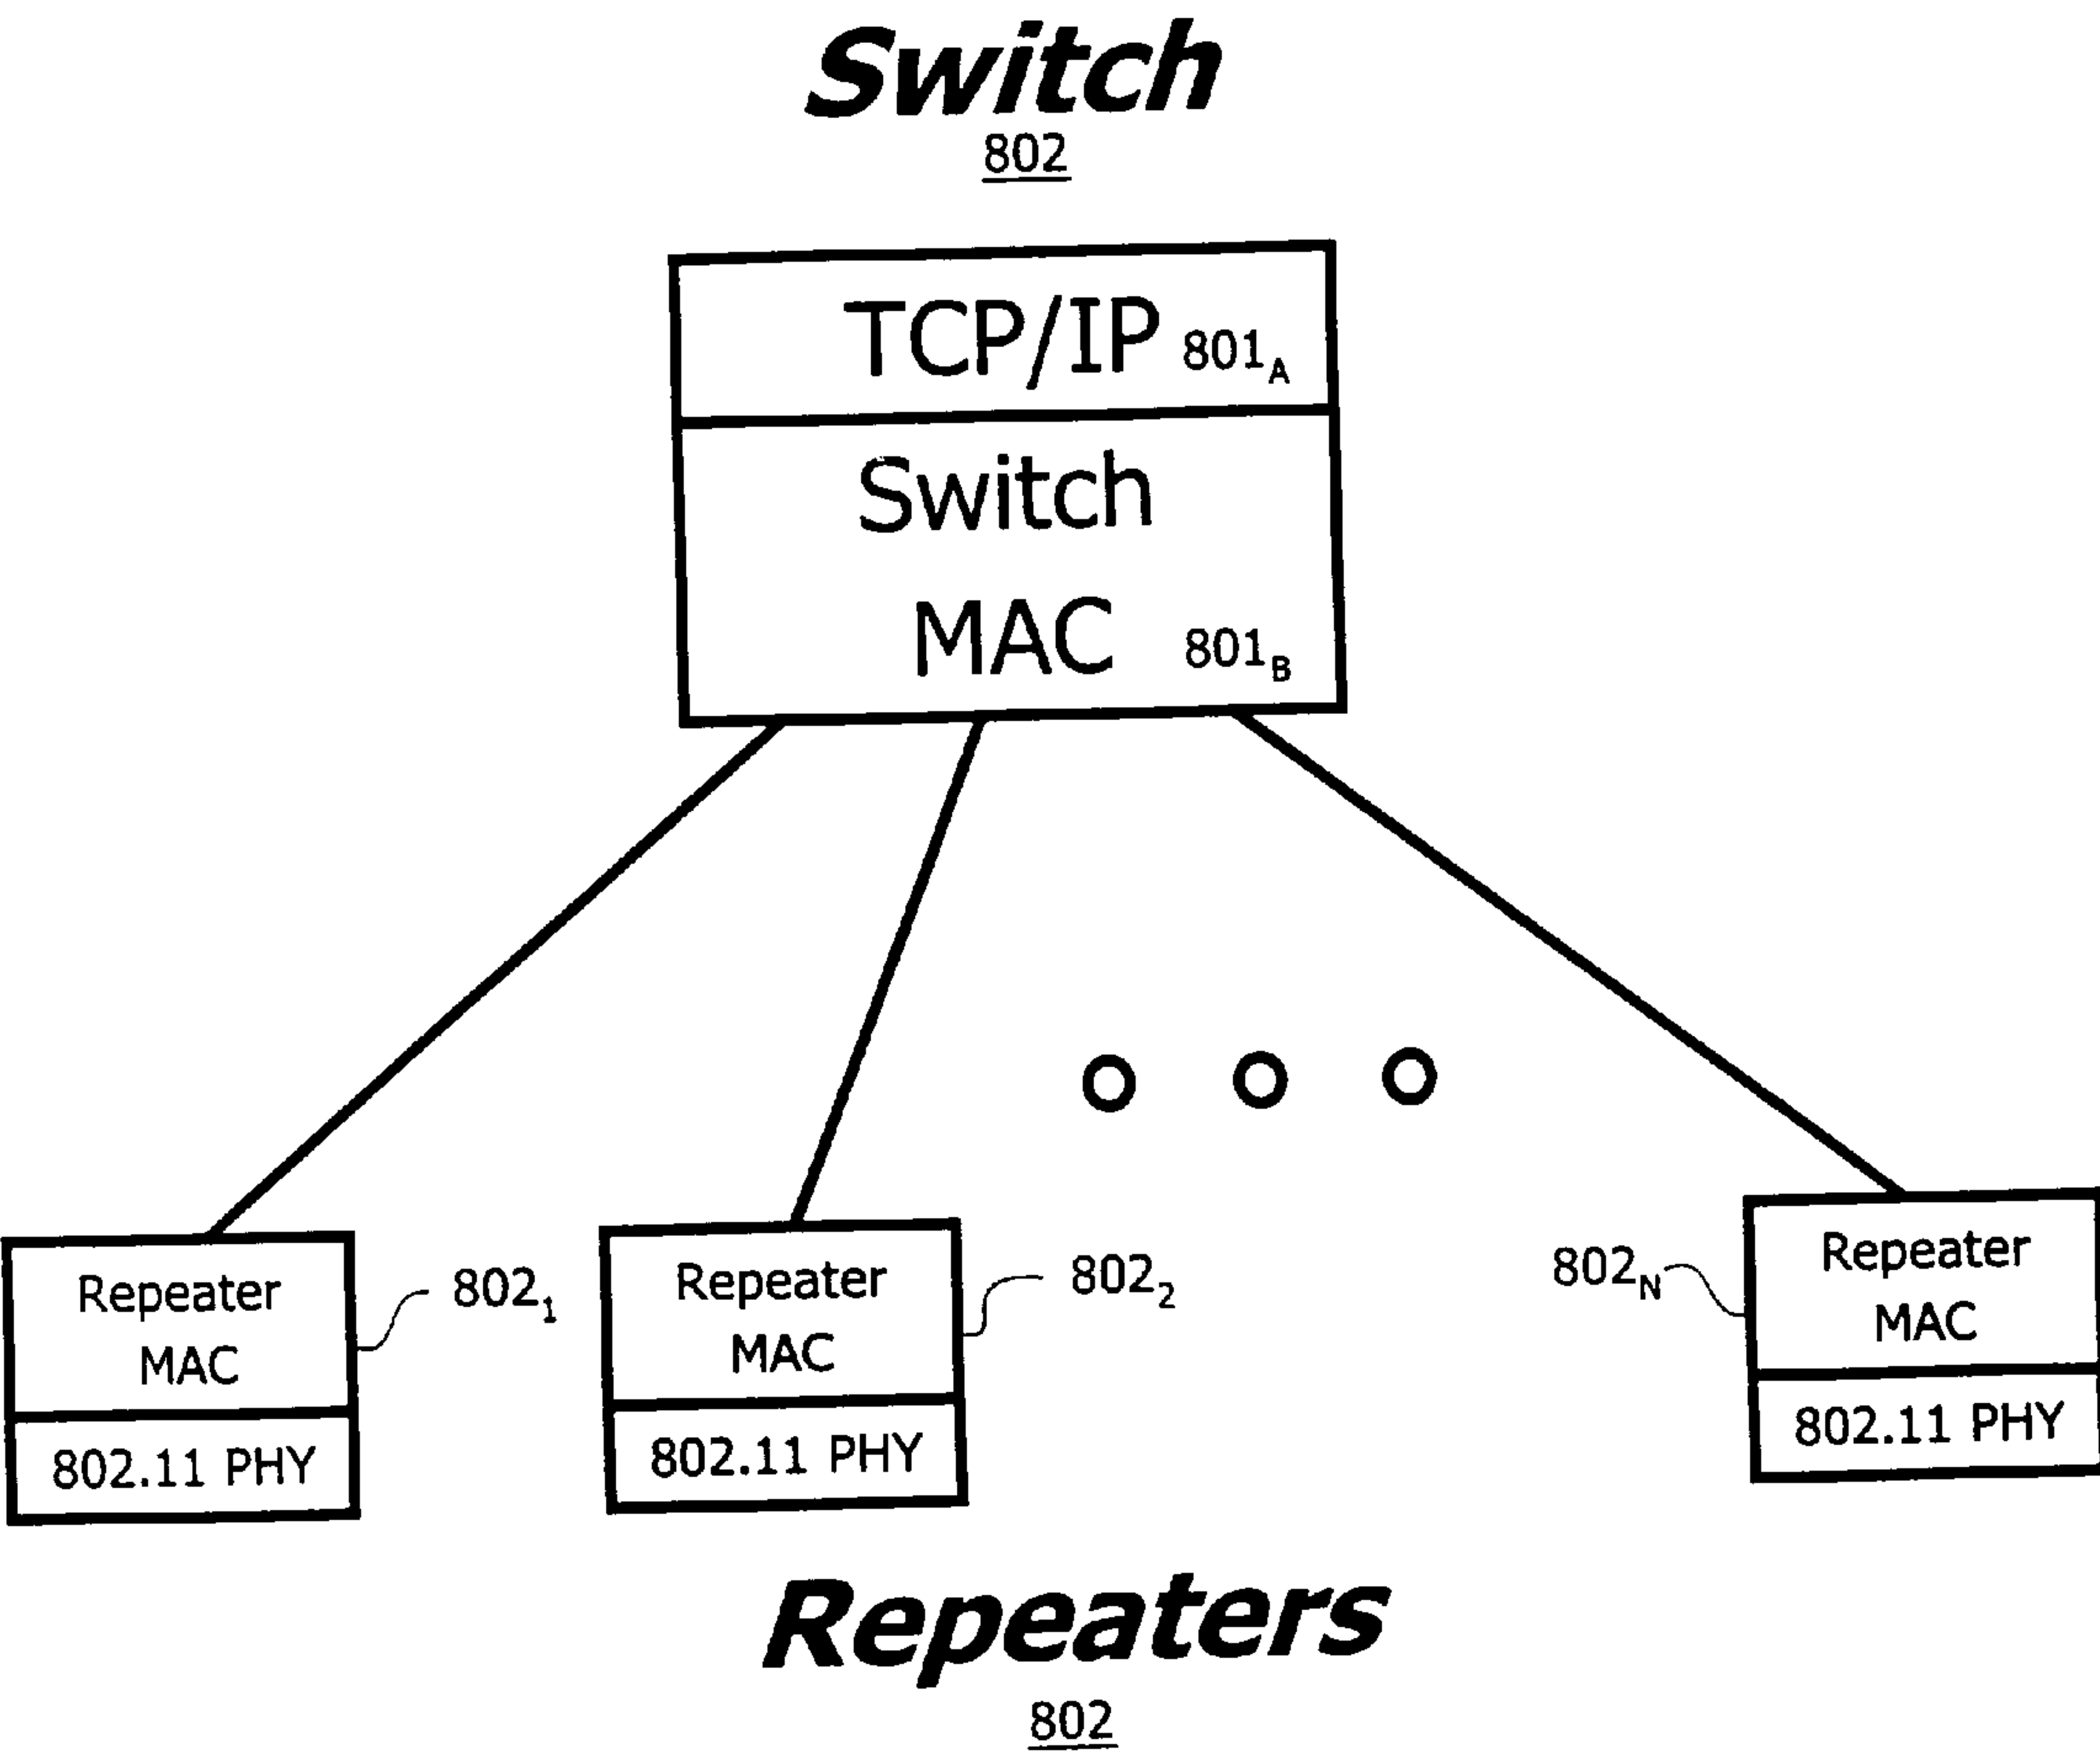 Switch
802
TCP/IP 801A
Switch
MAC 801B
Repeater
MAC
802.11 PHY
8021
Repeater
MAC
802.11 PHY
8022
802N
Repeater
MAC
802.11 PHY
Repeaters
802